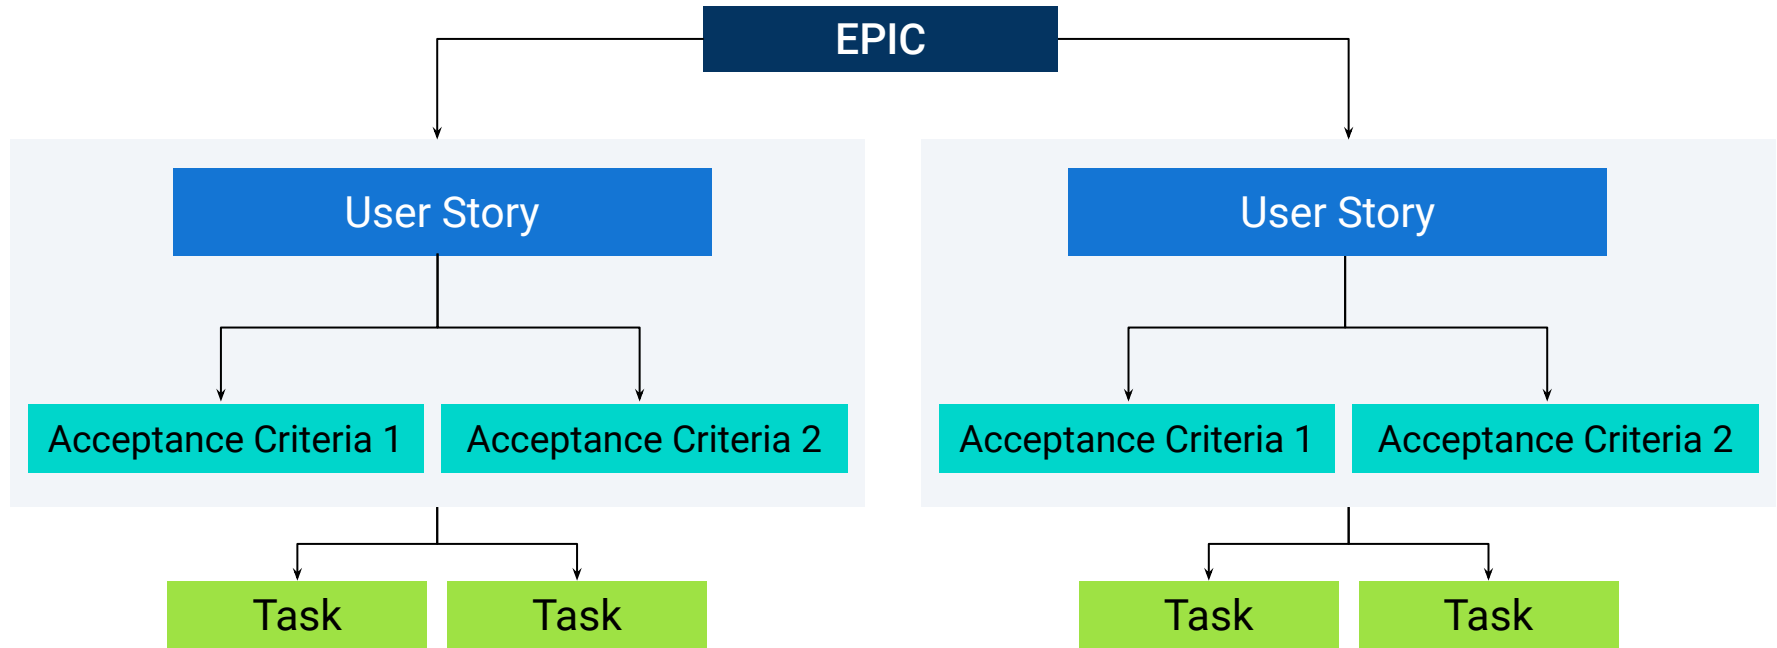 EPIC
User Story
User Story
Acceptance Criteria 1
Acceptance Criteria 2
Acceptance Criteria 1
Acceptance Criteria 2
Task
Task
Task
Task